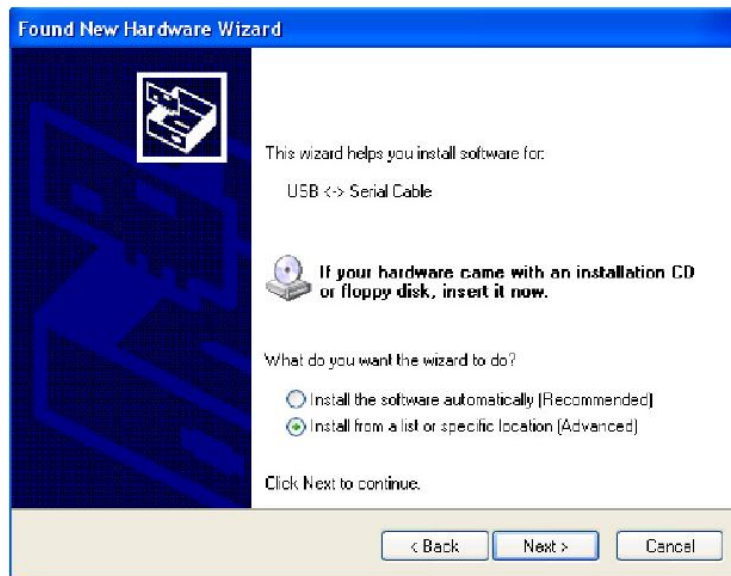 Found New Hardware Wizard
This wizard helps you install software for:
USB <-> Serial Cable
If your hardware came with an installation CD
or floppy disk, insert it now.
What do you want the wizard to do?
Install the software automatically (Recommended)
Install from a list or specific location (Advanced)
Click Next to continue.
< Back
Next >
Cancel